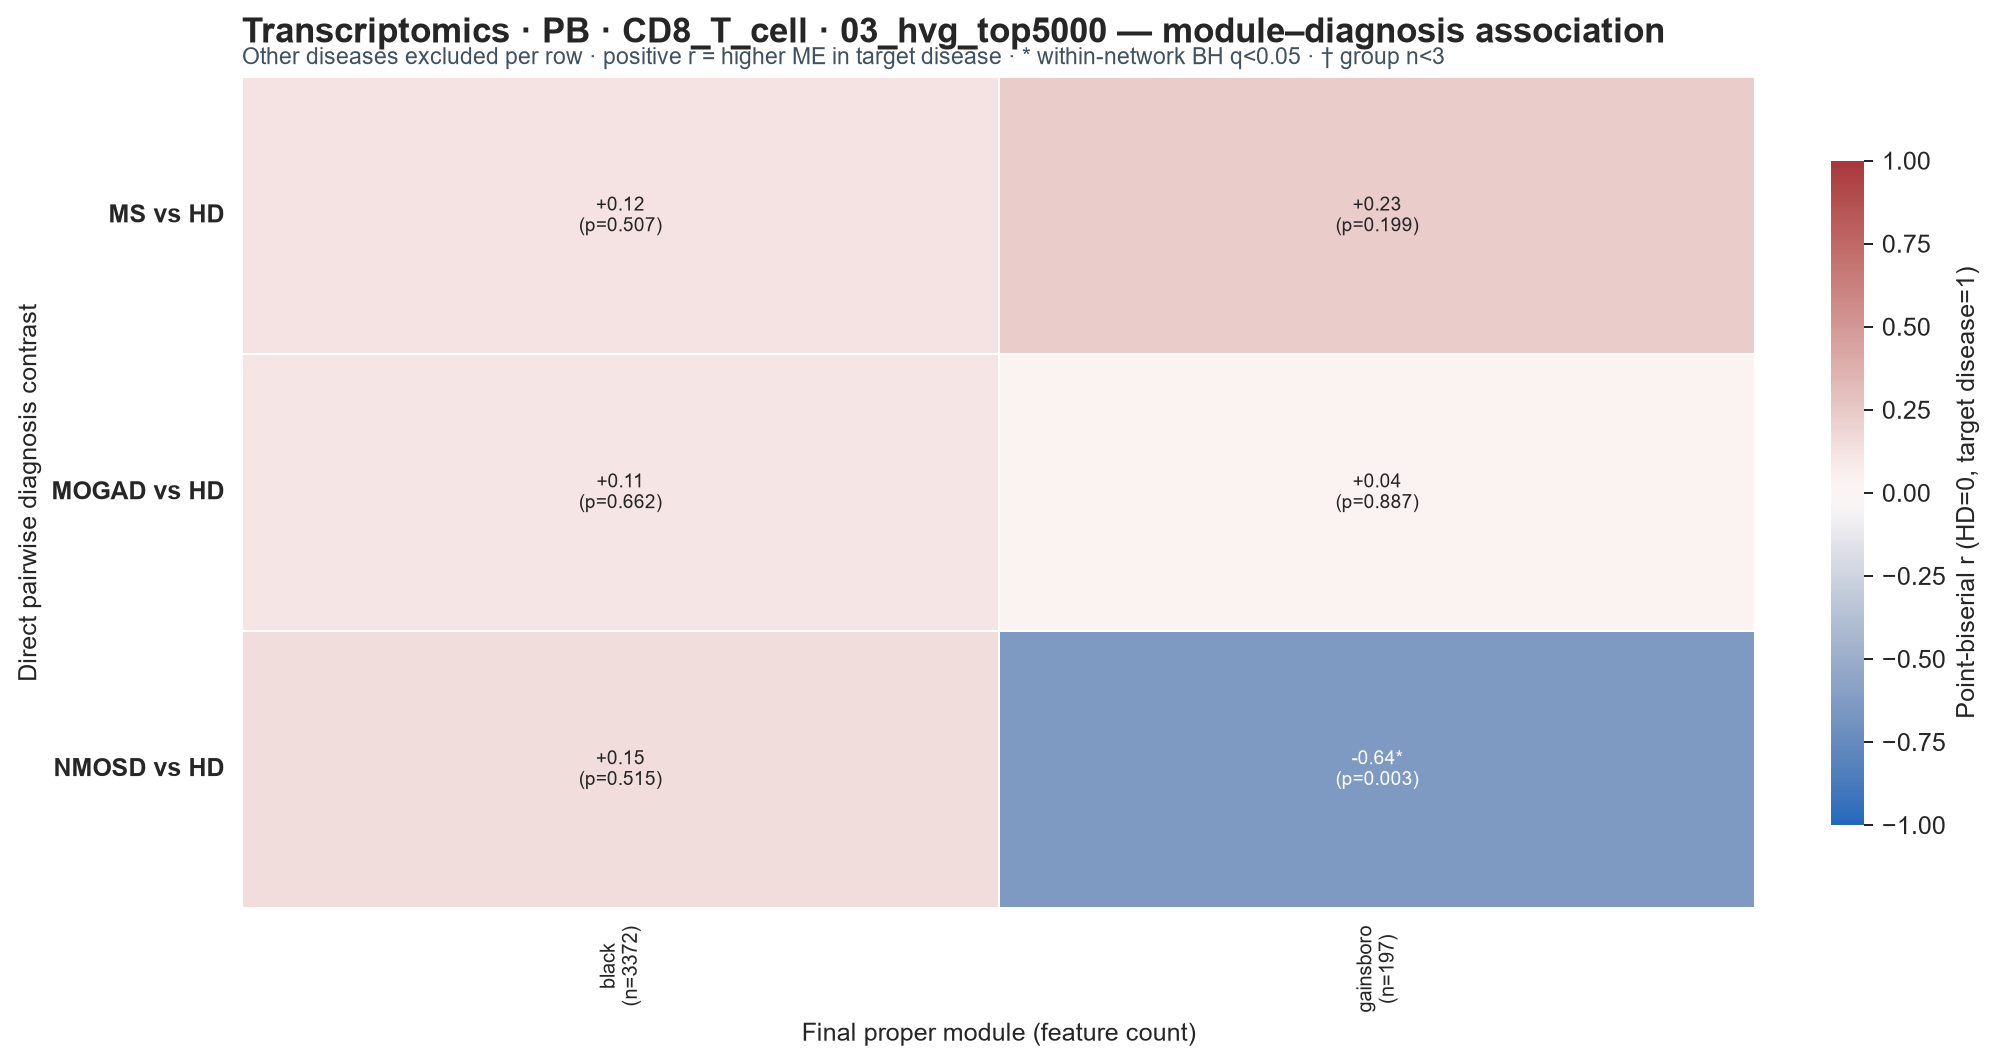 Transcriptomics · PB · CD8_T_cell · 03_hvg_top5000 — module–diagnosis association
Other diseases excluded per row · positive r = higher ME in target disease · * within-network BH q<0.05 · † group n<3
Direct pairwise diagnosis contrast
MS vs HD
+0.12
(p=0.507)
+0.23
(p=0.199)
MOGAD vs HD
+0.11
(p=0.662)
+0.04
(p=0.887)
NMOSD vs HD
+0.15
(p=0.515)
-0.64*
(p=0.003)
black
(n=3372)
gainsboro
(n=197)
Final proper module (feature count)
1.00
0.75
0.50
0.25
0.00
−0.25
−0.50
−0.75
−1.00
Point-biserial r (HD=0, target disease=1)